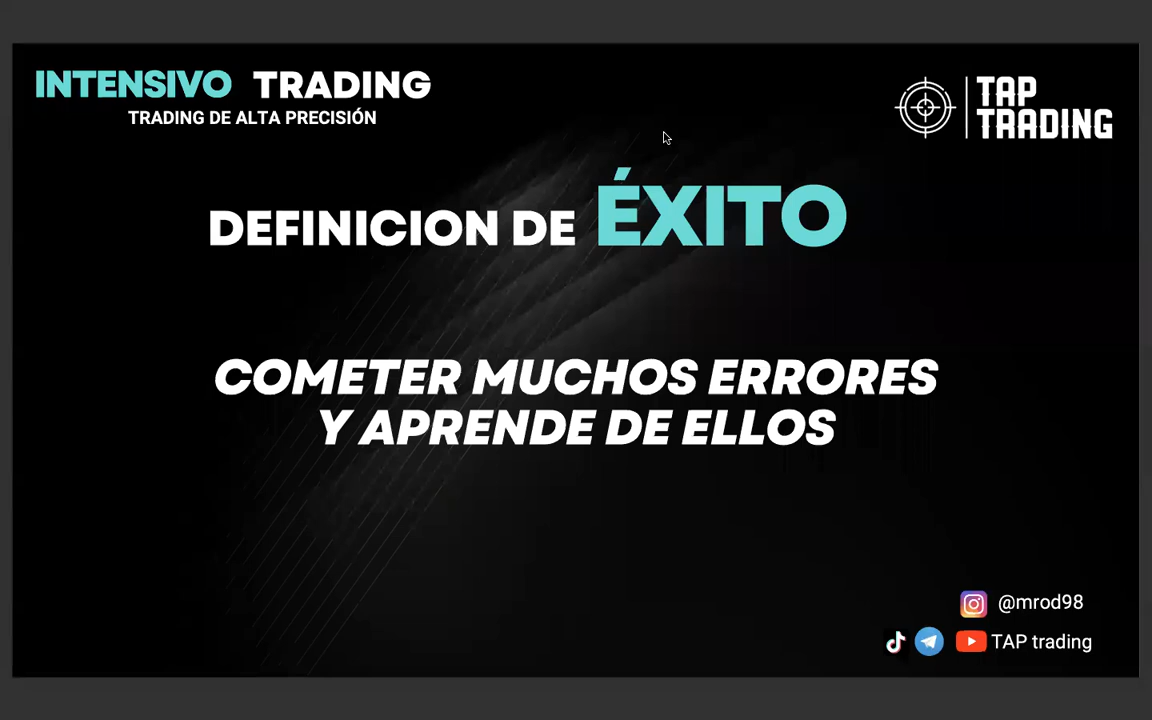 INTENSIVO TRADING
TRADING DE ALTA PRECISIÓN
TAP
TRADING
DEFINICION DE ÉXITO
COMETER MUCHOS ERRORES
Y APRENDE DE ELLOS
@mrod98
TAP trading